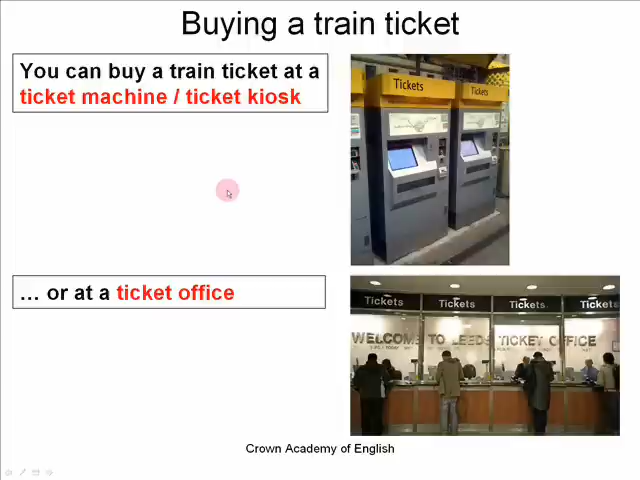 Buying a train ticket
You can buy a train ticket at a
ticket machine / ticket kiosk
Tickets
Tickets
... or at a ticket office
Tickets
Tickets
Tickets
Tickets
WELCOME TO LEEDS TICKET OFFICE
Crown Academy of English